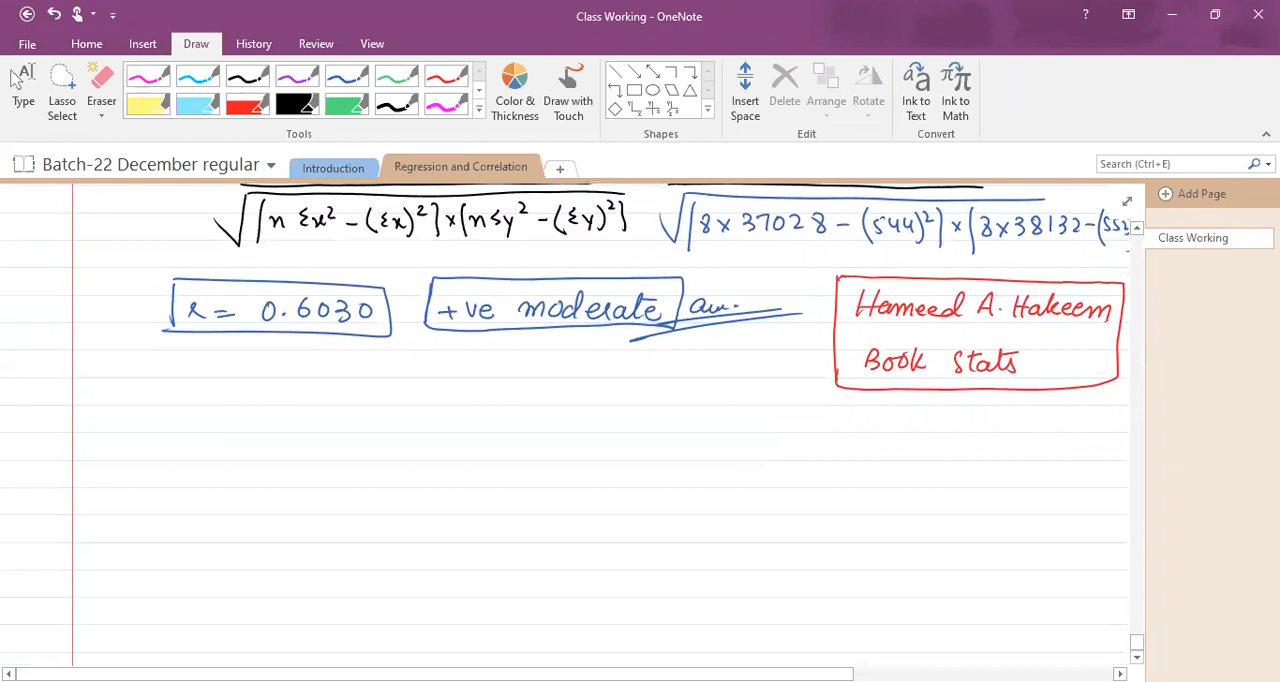 Class Working - OneNote
?
File Home Insert Draw History Review View
Type
Lasso Select
Eraser
Color & Thickness
Draw with Touch
Insert Space
Delete
Arrange
Rotate
Ink to Text
Ink to Math
Tools
Shapes
Edit
Convert
Batch-22 December regular
Introduction
Regression and Correlation
Search (Ctrl+E)
Add Page
Class Working
√[n Σx² - (Σx)²] × [n Σy² - (Σy)²]
√[8 × 37028 - (544)²] × [8 × 38132 - (552
r = 0.6030
+ve moderate
Hameed A. Hakeem
Book Stats